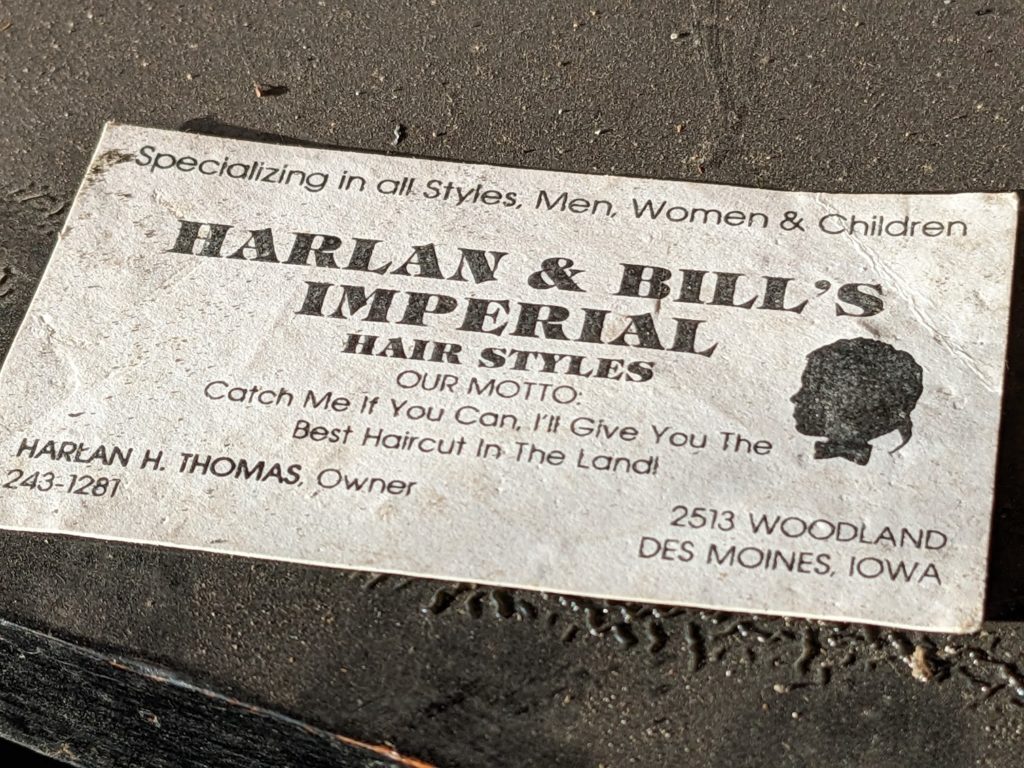 Specializing in all Styles, Men, Women & Children
HARLAN & BILL'S
IMPERIAL
HAIR STYLES
OUR MOTTO:
Catch Me If You Can, I'll Give You The
Best Haircut In The Land!
HARLAN H. THOMAS, Owner
243-1281
2513 WOODLAND
DES MOINES, IOWA